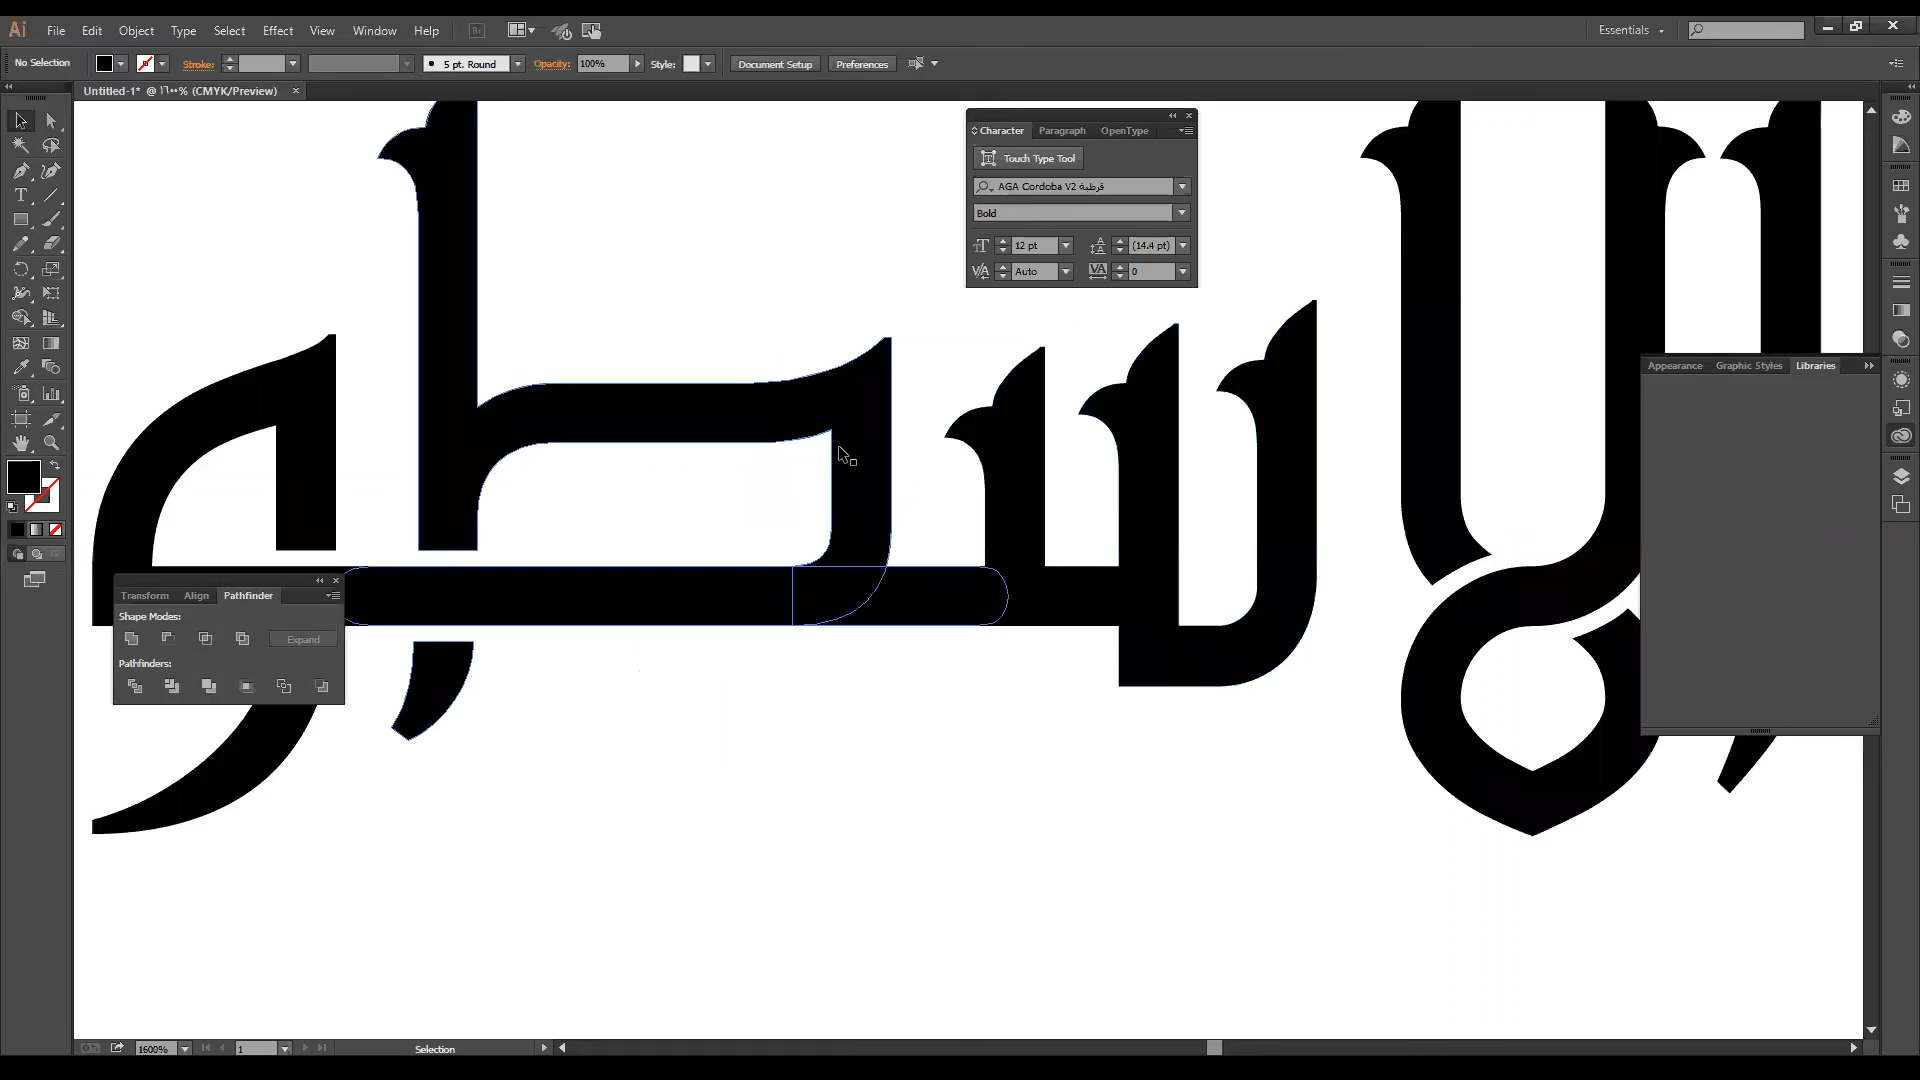 Ai File Edit Object Type Select Effect View Window Help Br Essentials
No Selection Stroke: 5 pt. Round Opacity: 100% Style: Document Setup Preferences
Untitled-1* @ ١٦٠٠% (CMYK/Preview)
Character Paragraph OpenType
Touch Type Tool
AGA Cordoba V2 قرطبة
Bold
12 pt (14.4 pt)
Auto 0
Appearance Graphic Styles Libraries
Transform Align Pathfinder
Shape Modes:
Expand
Pathfinders:
1600% 1 Selection